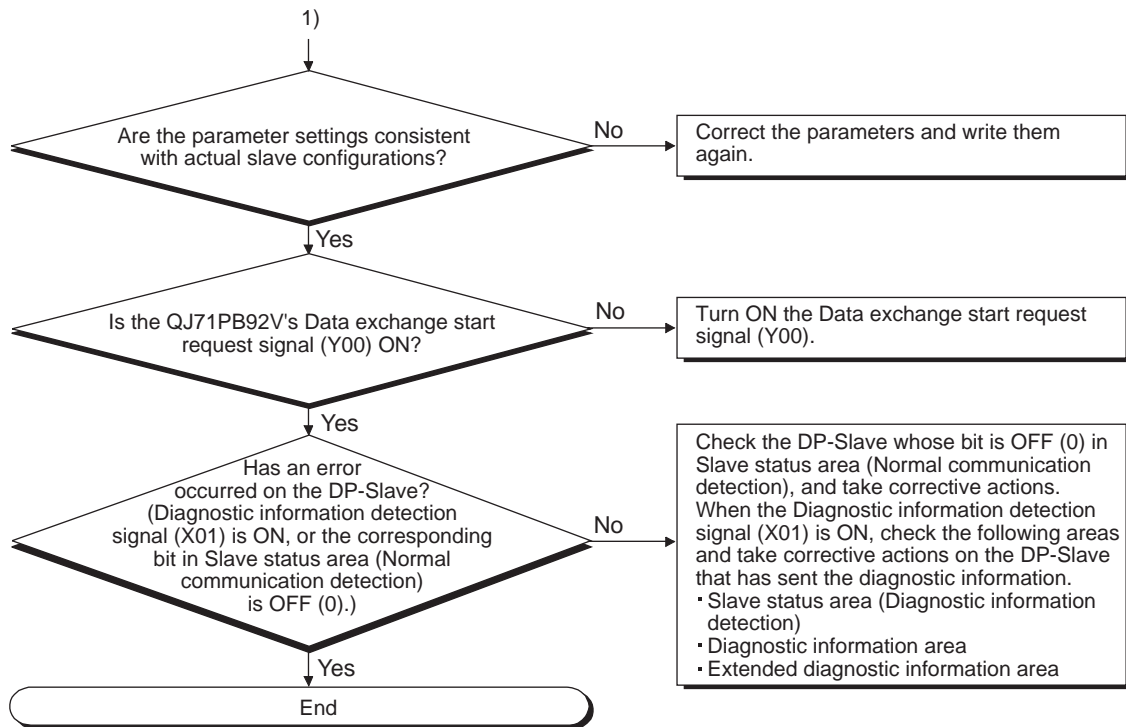 1)
Are the parameter settings consistent
with actual slave configurations?
No
Correct the parameters and write them
again.
Yes
Is the QJ71PB92V's Data exchange start
request signal (Y00) ON?
No
Turn ON the Data exchange start request
signal (Y00).
Yes
Has an error
occurred on the DP-Slave?
(Diagnostic information detection
signal (X01) is ON, or the corresponding
bit in Slave status area (Normal
communication detection)
is OFF (0).)
No
Check the DP-Slave whose bit is OFF (0) in
Slave status area (Normal communication
detection), and take corrective actions.
When the Diagnostic information detection
signal (X01) is ON, check the following areas
and take corrective actions on the DP-Slave
that has sent the diagnostic information.
・Slave status area (Diagnostic information
detection)
・Diagnostic information area
・Extended diagnostic information area
Yes
End